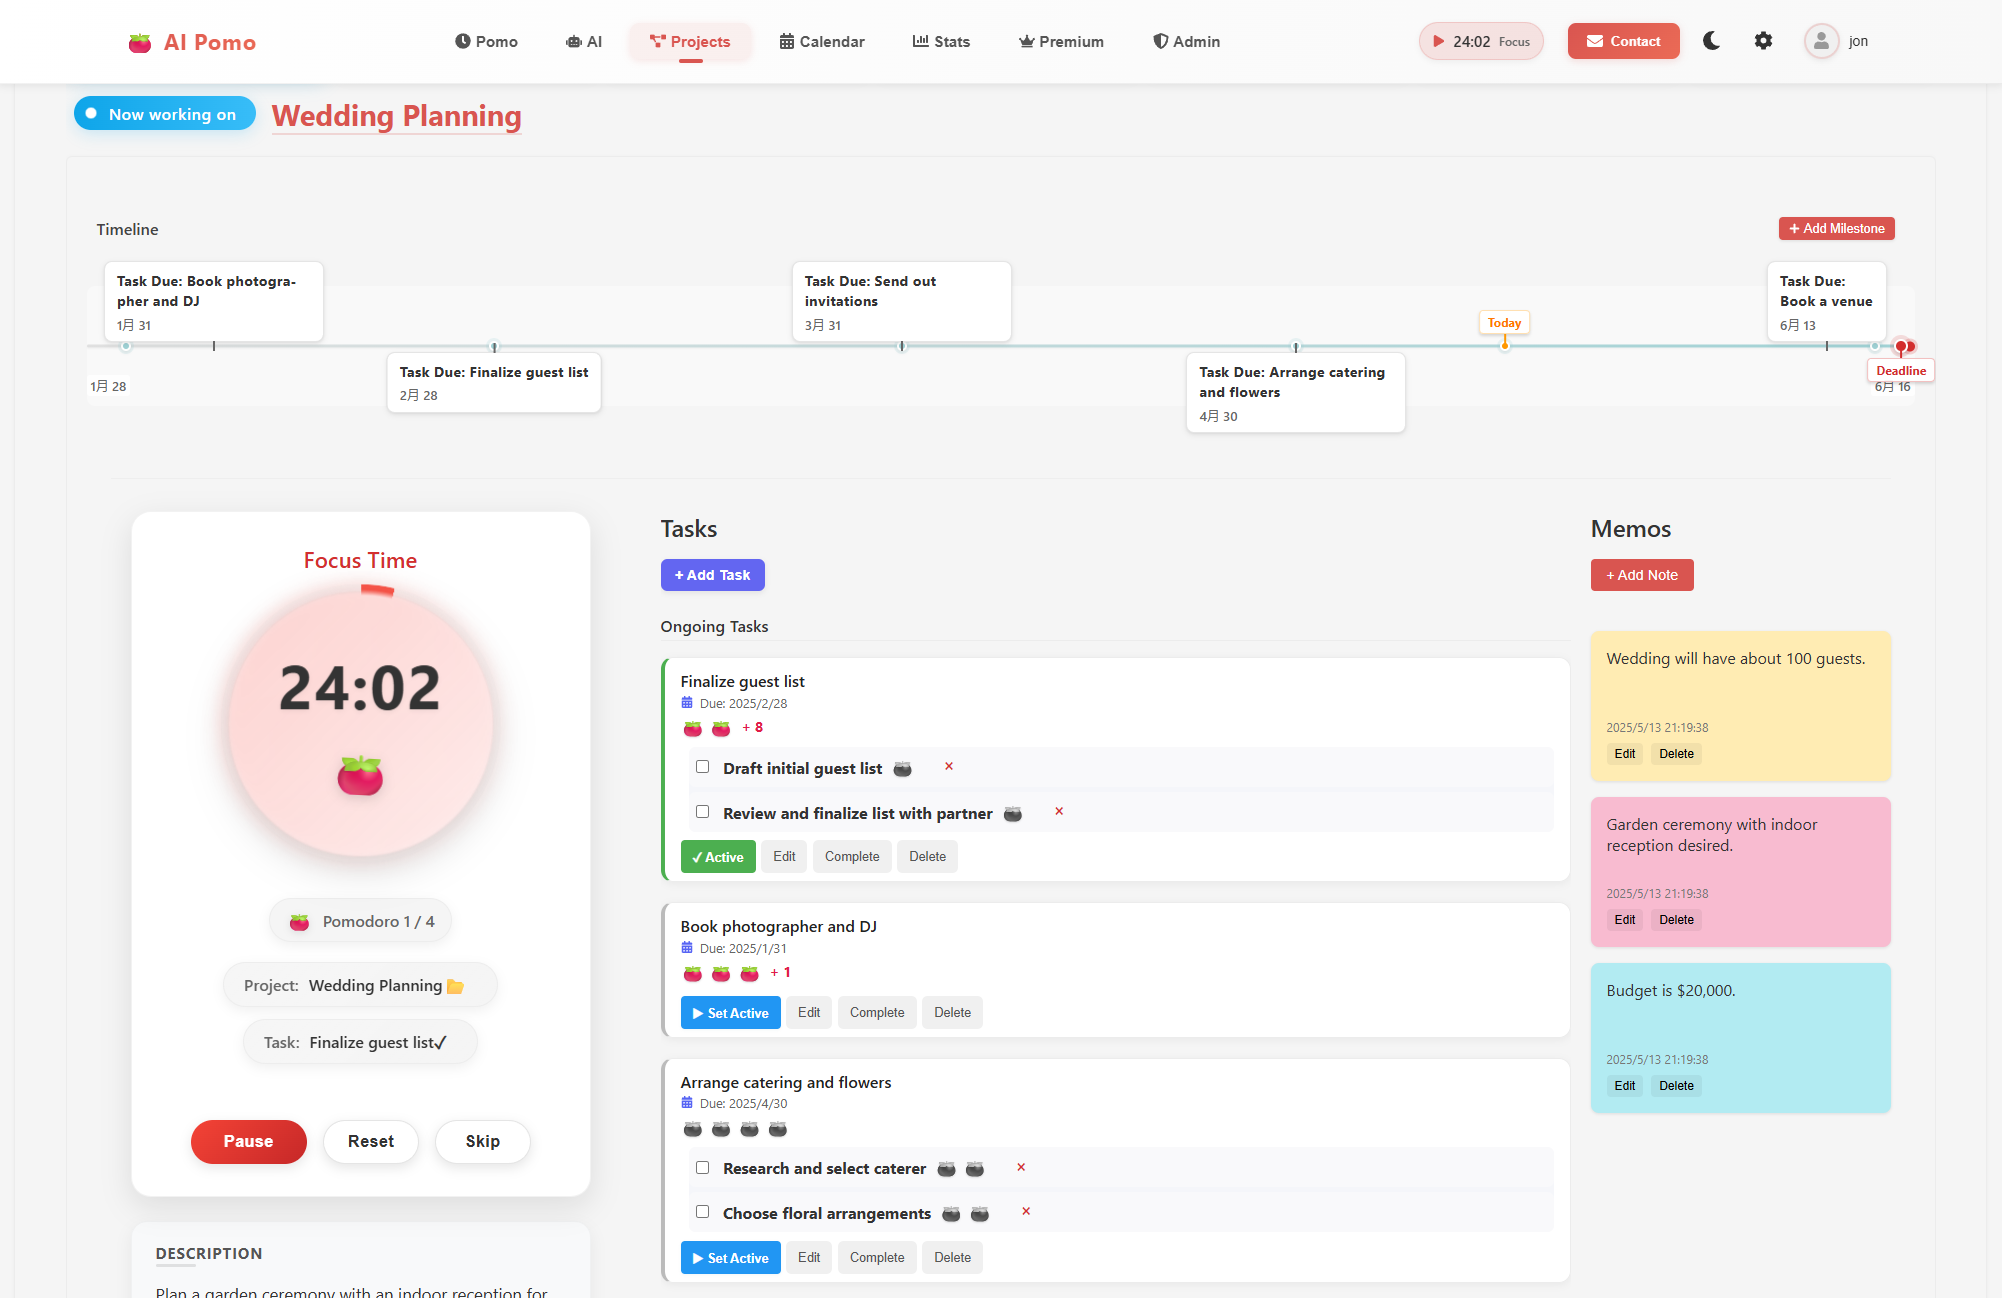 AI Pomo
Pomo
AI
Projects
Calendar
Stats
Premium
Admin
24:02 Focus
Contact
jon
Now working on
Wedding Planning
Timeline
+ Add Milestone
Task Due: Book photogra-
pher and DJ
1月 31
Task Due: Send out
invitations
3月 31
Task Due:
Book a venue
6月 13
Today
1月 28
Task Due: Finalize guest list
2月 28
Task Due: Arrange catering
and flowers
4月 30
Deadline
6月 16
Focus Time
24:02
Pomodoro 1 / 4
Project: Wedding Planning
Task: Finalize guest list✓
Pause
Reset
Skip
DESCRIPTION
Plan a garden ceremony with an indoor reception for
Tasks
+ Add Task
Ongoing Tasks
Finalize guest list
Due: 2025/2/28
+ 8
Draft initial guest list ×
Review and finalize list with partner ×
✓ Active
Edit
Complete
Delete
Book photographer and DJ
Due: 2025/1/31
+ 1
▶ Set Active
Edit
Complete
Delete
Arrange catering and flowers
Due: 2025/4/30
Research and select caterer ×
Choose floral arrangements ×
▶ Set Active
Edit
Complete
Delete
Memos
+ Add Note
Wedding will have about 100 guests.
2025/5/13 21:19:38
Edit
Delete
Garden ceremony with indoor
reception desired.
2025/5/13 21:19:38
Edit
Delete
Budget is $20,000.
2025/5/13 21:19:38
Edit
Delete